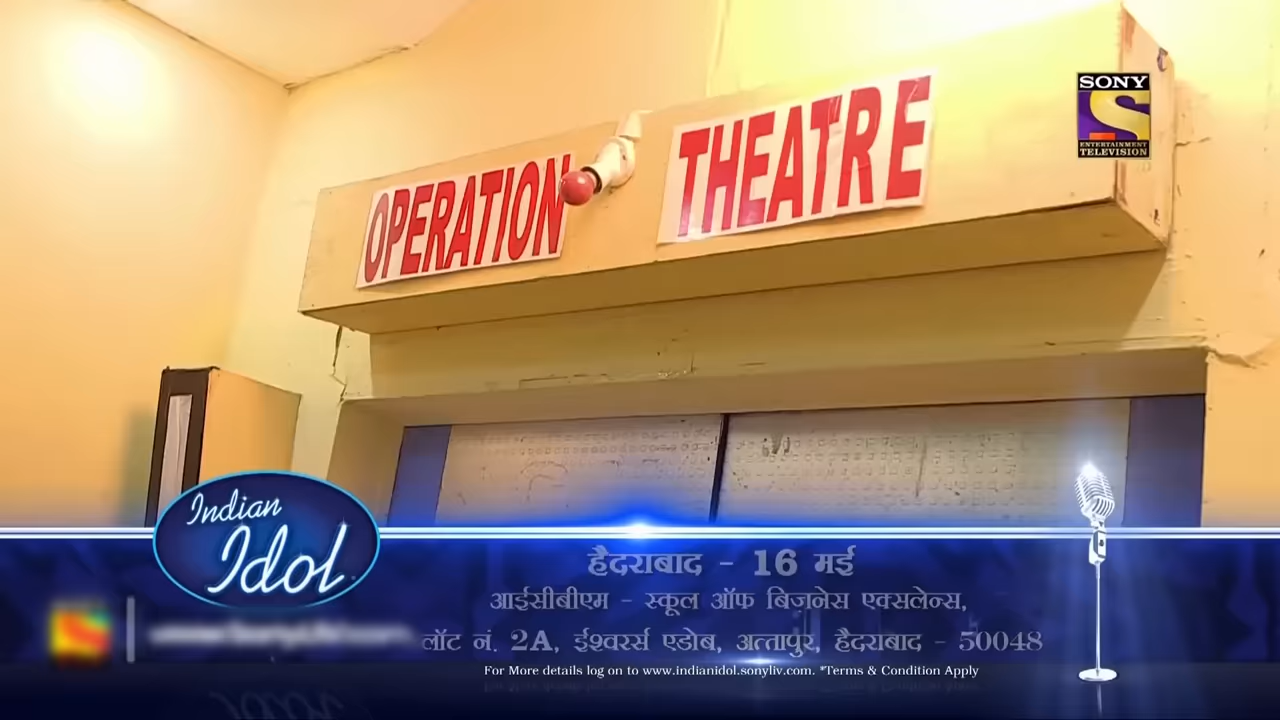 SONY
ENTERTAINMENT
TELEVISION
OPERATION THEATRE
Indian
Idol
हैदराबाद - 16 मई
आईसीबीएम - स्कूल ऑफ बिज़नेस एक्सलेन्स,
लॉट नं. 2A, ईश्वरर्स एडोब, अत्तापुर, हैदराबाद - 50048
For More details log on to www.indianidol.sonyliv.com. *Terms & Condition Apply